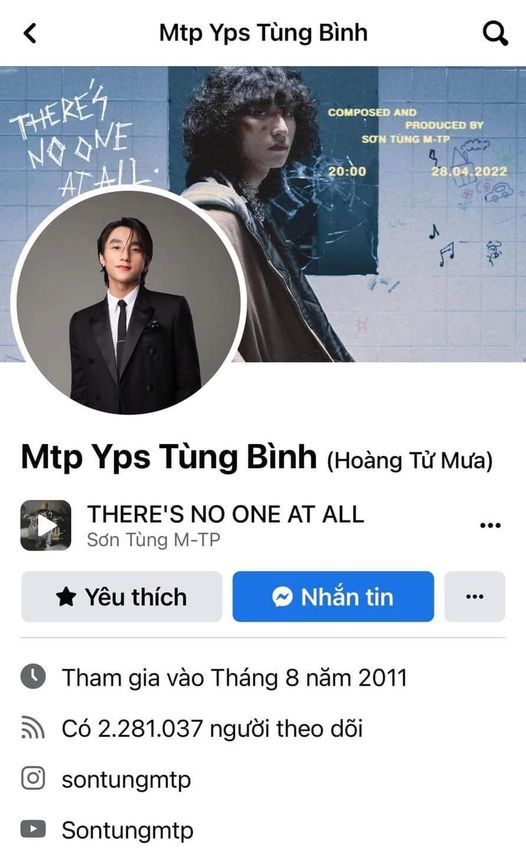 Mtp Yps Tùng Bình
THERE'S
NO ONE
AT ALL.
COMPOSED AND
PRODUCED BY
SƠN TÙNG M-TP
20:00 28.04.2022
Mtp Yps Tùng Bình (Hoàng Tử Mưa)
THERE'S NO ONE AT ALL
Sơn Tùng M-TP
Yêu thích
Nhắn tin
Tham gia vào Tháng 8 năm 2011
Có 2.281.037 người theo dõi
sontungmtp
Sontungmtp